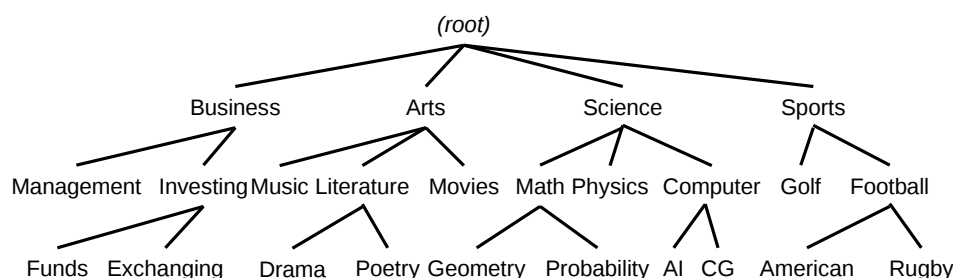 (root)
Business Arts Science Sports
Management Investing Music Literature Movies Math Physics Computer Golf Football
Funds Exchanging Drama Poetry Geometry Probability AI CG American Rugby